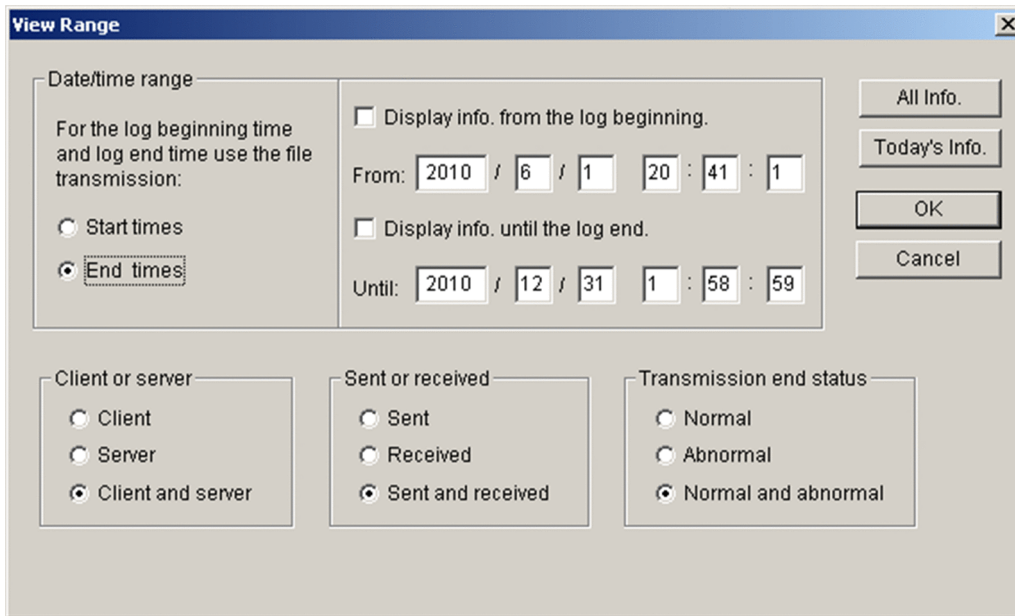 View Range
Date/time range
For the log beginning time
and log end time use the file
transmission:
Start times
End times
Display info. from the log beginning.
From: 2010 / 6 / 1 20 : 41 : 1
Display info. until the log end.
Until: 2010 / 12 / 31 1 : 58 : 59
All Info.
Today's Info.
OK
Cancel
Client or server
Client
Server
Client and server
Sent or received
Sent
Received
Sent and received
Transmission end status
Normal
Abnormal
Normal and abnormal